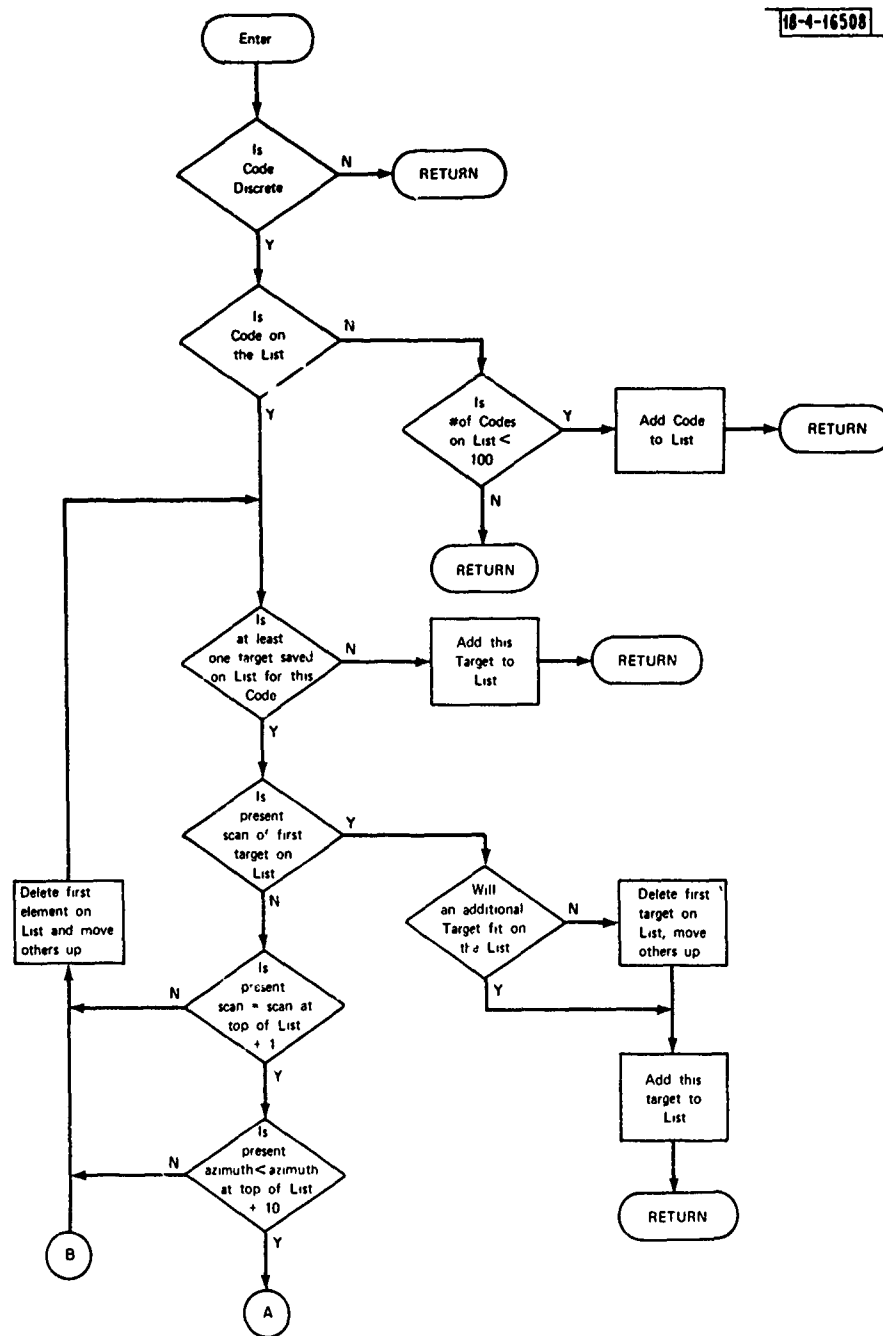 18-4-16508
Enter
Is
Code
Discrete
N
RETURN
Y
Is
Code on
the List
N
Y
Is
#of Codes
on List <
100
Y
Add Code
to List
RETURN
N
RETURN
Is
at least
one target saved
on List for this
Code
N
Add this
Target to
List
RETURN
Y
Is
present
scan of first
target on
List
Y
N
Will
an additional
Target fit on
the List
N
Delete first
target on
List, move
others up
Y
Delete first
element on
List and move
others up
Is
present
scan = scan at
top of List
+ 1
N
Y
Add this
target to
List
RETURN
Is
present
azimuth < azimuth
at top of List
+ 10
N
Y
B
A